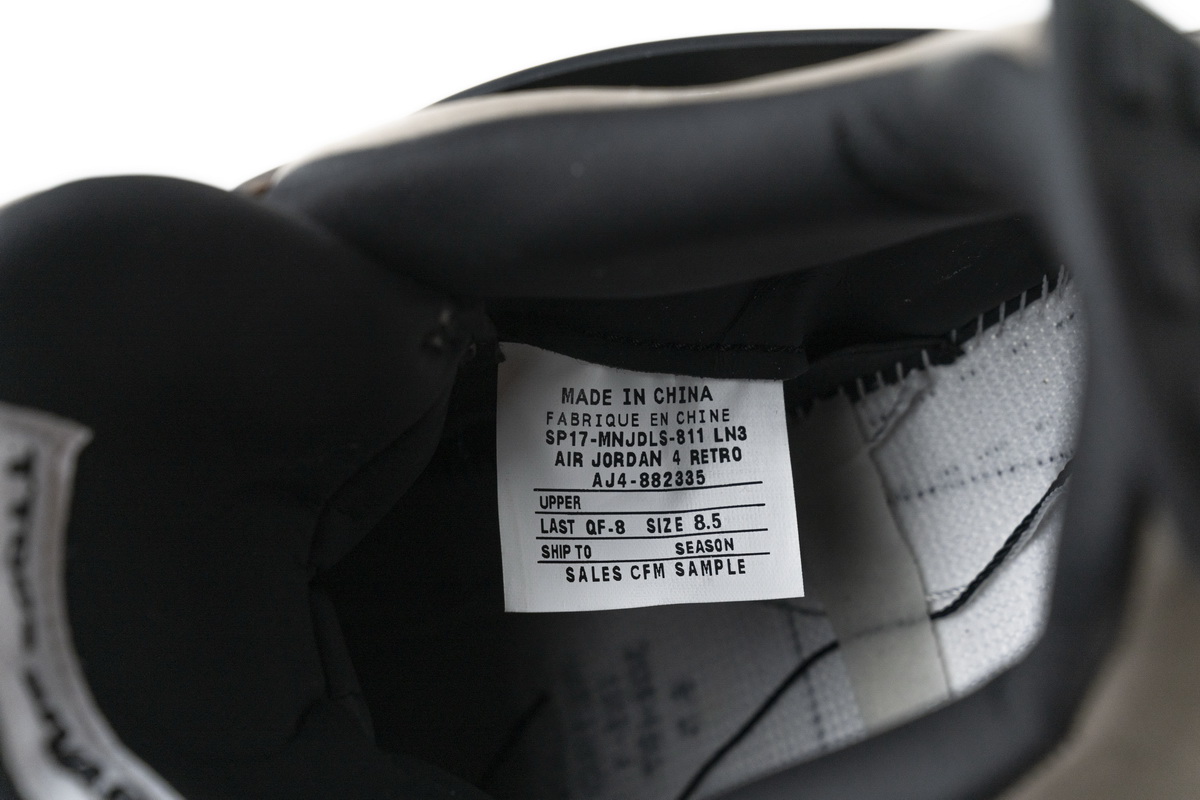 MADE IN CHINA
FABRIQUE EN CHINE
SP17-MNJDLS-811 LN3
AIR JORDAN 4 RETRO
AJ4-882335
UPPER
LAST QF-8 SIZE 8.5
SHIP TO SEASON
SALES CFM SAMPLE